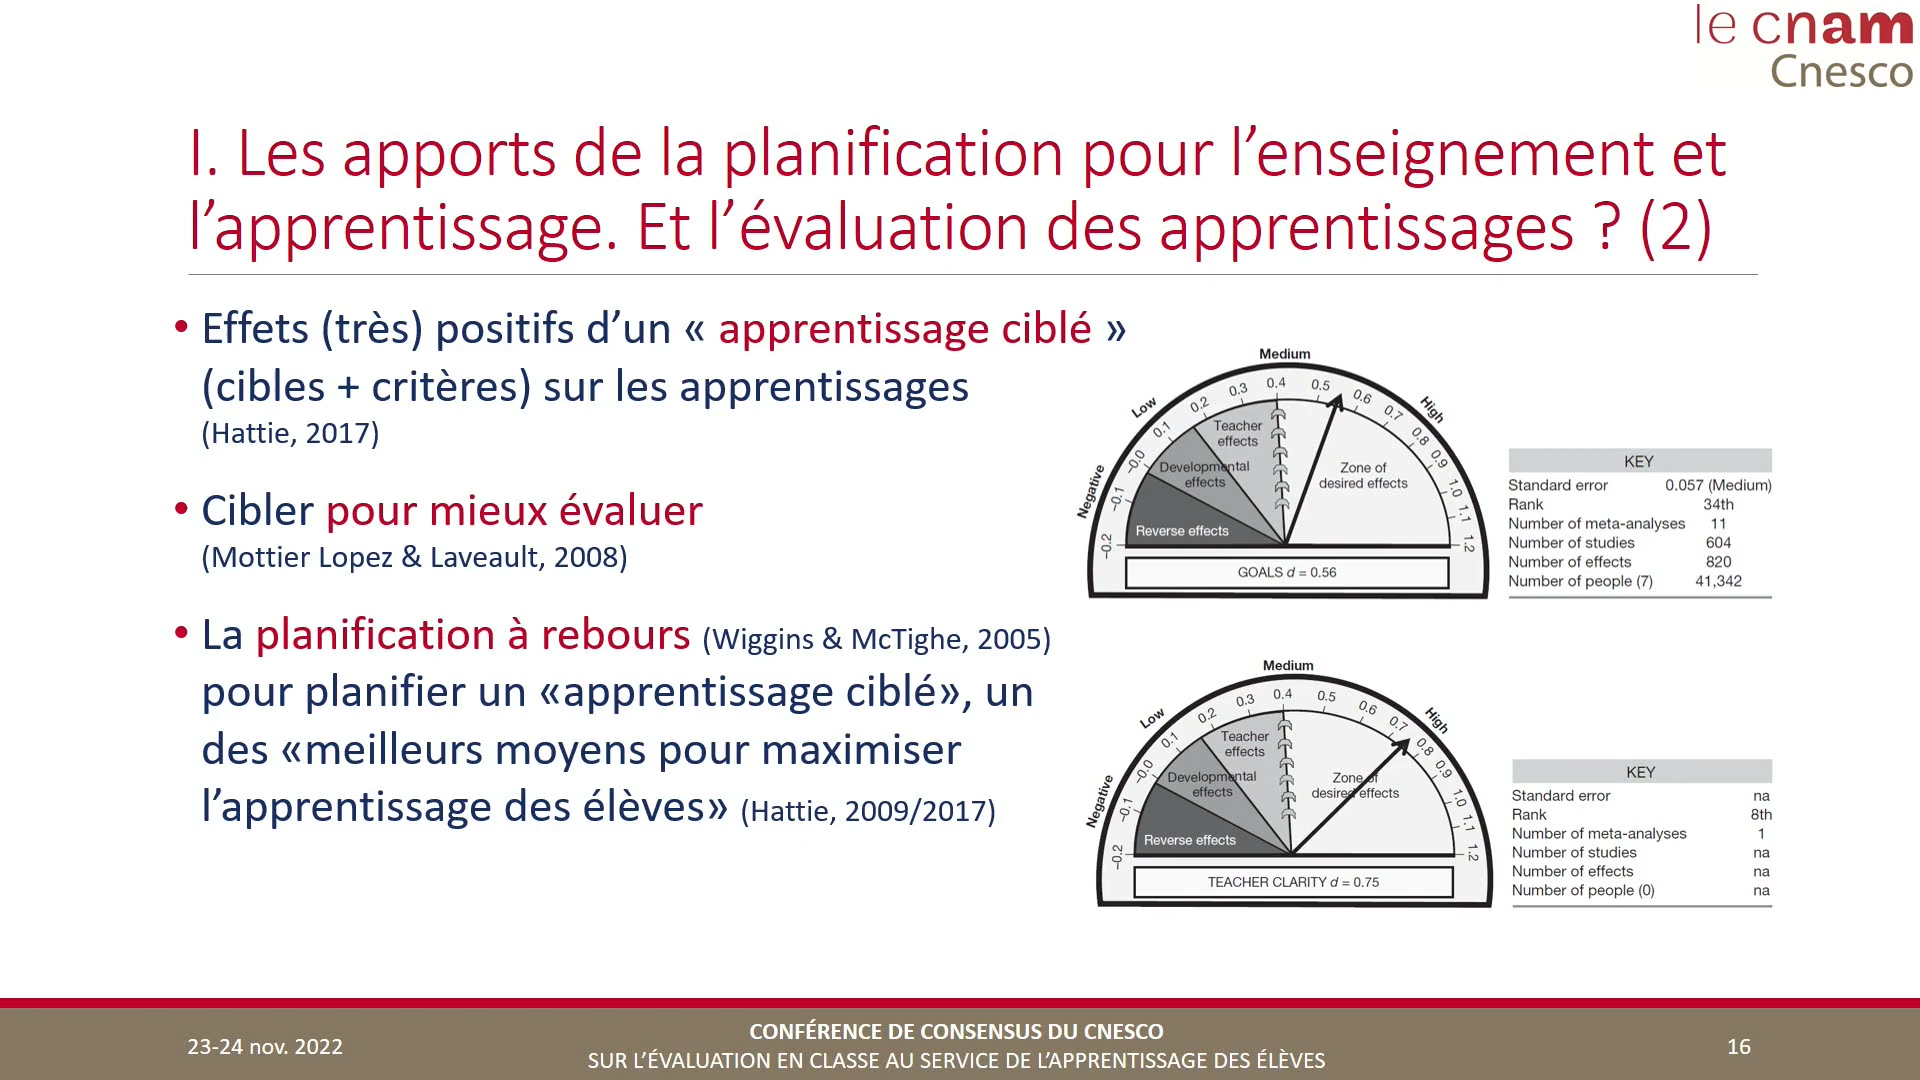 le cnam
Cnesco
I. Les apports de la planification pour l’enseignement et
l’apprentissage. Et l’évaluation des apprentissages ? (2)
• Effets (très) positifs d’un « apprentissage ciblé »
(cibles + critères) sur les apprentissages
(Hattie, 2017)
• Cibler pour mieux évaluer
(Mottier Lopez & Laveault, 2008)
• La planification à rebours (Wiggins & McTighe, 2005)
pour planifier un «apprentissage ciblé», un
des «meilleurs moyens pour maximiser
l’apprentissage des élèves» (Hattie, 2009/2017)
Medium
Low
High
Negative
−0.2
−0.1
−0.0
0.1
0.2
0.3
0.4
0.5
0.6
0.7
0.8
0.9
1.0
1.1
1.2
Teacher
effects
Developmental
effects
Reverse effects
Zone of
desired effects
GOALS d = 0.56
KEY
Standard error 0.057 (Medium)
Rank 34th
Number of meta-analyses 11
Number of studies 604
Number of effects 820
Number of people (7) 41,342
Medium
Low
High
Negative
−0.2
−0.1
−0.0
0.1
0.2
0.3
0.4
0.5
0.6
0.7
0.8
0.9
1.0
1.1
1.2
Teacher
effects
Developmental
effects
Reverse effects
Zone of
desired effects
TEACHER CLARITY d = 0.75
KEY
Standard error na
Rank 8th
Number of meta-analyses 1
Number of studies na
Number of effects na
Number of people (0) na
23-24 nov. 2022
CONFÉRENCE DE CONSENSUS DU CNESCO
SUR L’ÉVALUATION EN CLASSE AU SERVICE DE L’APPRENTISSAGE DES ÉLÈVES
16